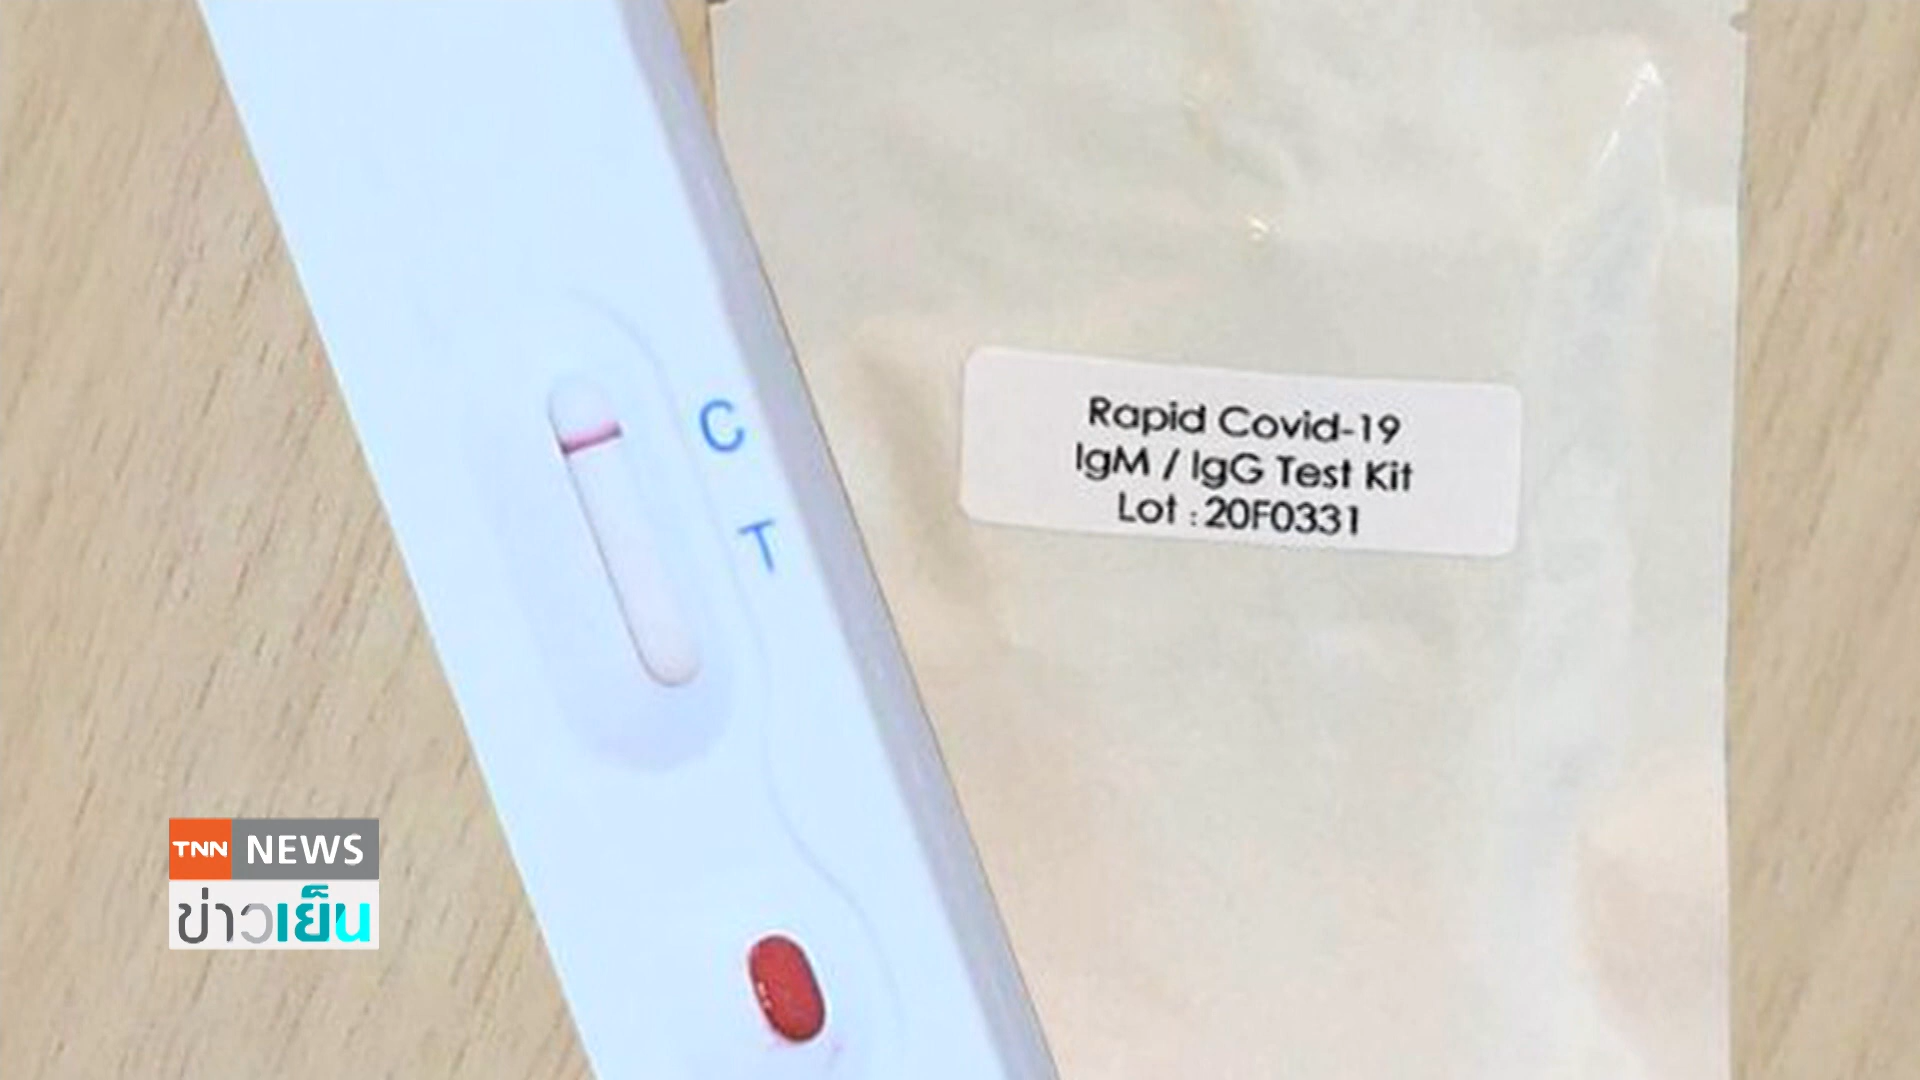 C
T
Rapid Covid-19
IgM / IgG Test Kit
Lot : 20F0331
TNN NEWS
ข่าวเย็น